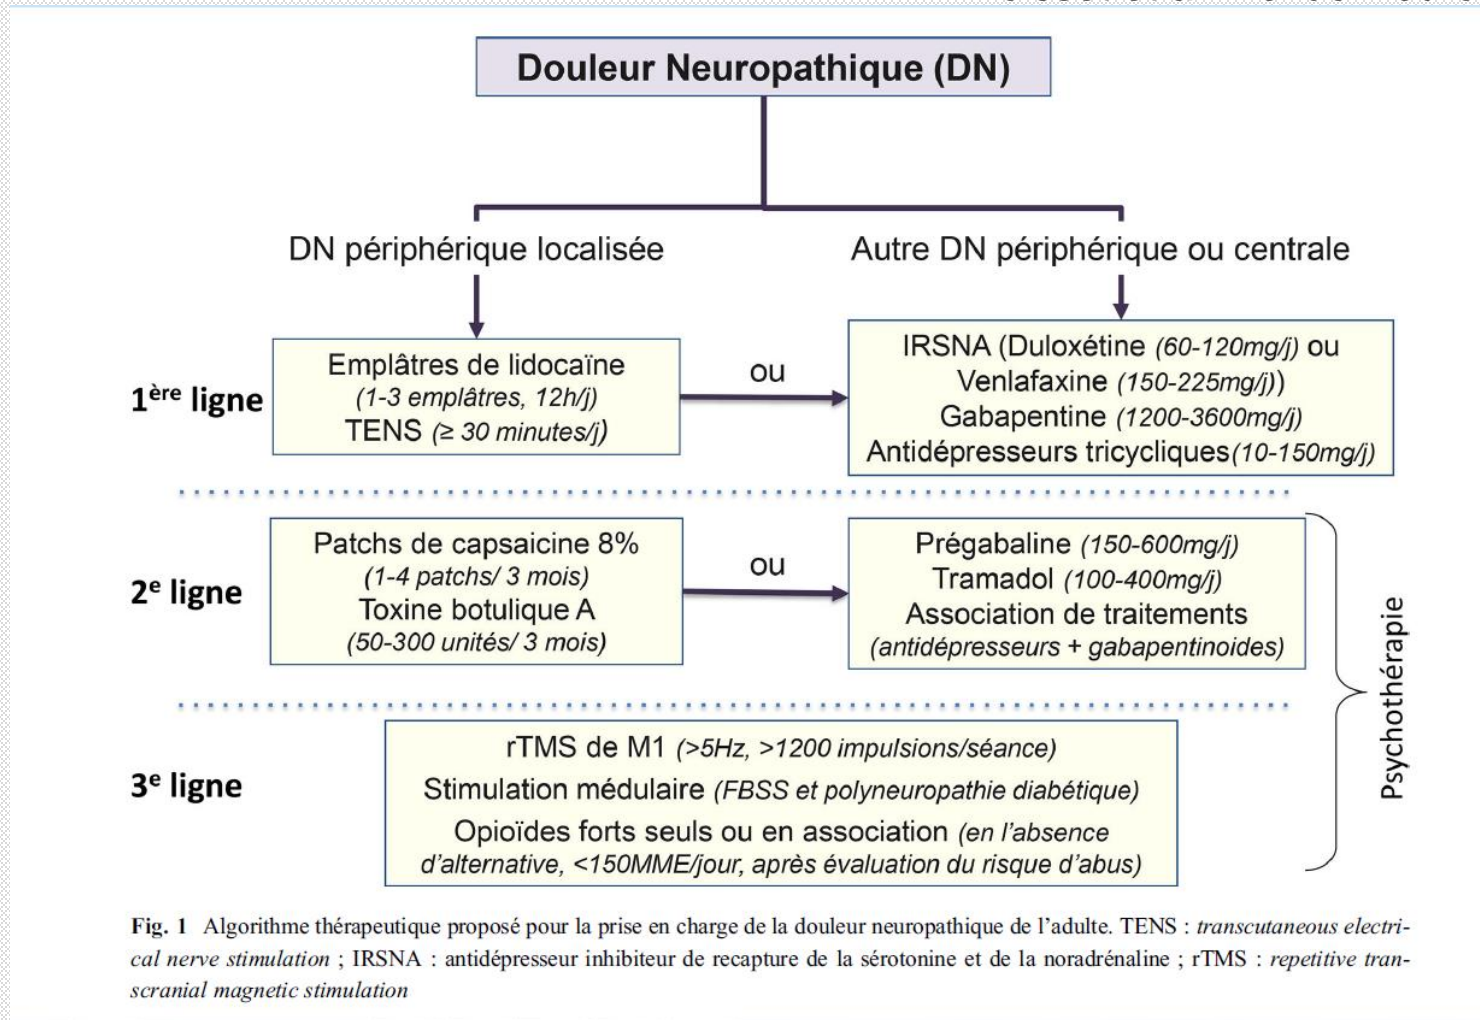 Douleur Neuropathique (DN)
DN périphérique localisée
Autre DN périphérique ou centrale
1ère ligne
Emplâtres de lidocaïne
(1-3 emplâtres, 12h/j)
TENS (≥ 30 minutes/j)
ou
IRSNA (Duloxétine (60-120mg/j) ou
Venlafaxine (150-225mg/j))
Gabapentine (1200-3600mg/j)
Antidépresseurs tricycliques(10-150mg/j)
2e ligne
Patchs de capsaicine 8%
(1-4 patchs/ 3 mois)
Toxine botulique A
(50-300 unités/ 3 mois)
ou
Prégabaline (150-600mg/j)
Tramadol (100-400mg/j)
Association de traitements
(antidépresseurs + gabapentinoides)
3e ligne
rTMS de M1 (>5Hz, >1200 impulsions/séance)
Stimulation médulaire (FBSS et polyneuropathie diabétique)
Opioïdes forts seuls ou en association (en l'absence
d'alternative, <150MME/jour, après évaluation du risque d'abus)
Psychothérapie
Fig. 1 Algorithme thérapeutique proposé pour la prise en charge de la douleur neuropathique de l'adulte. TENS : transcutaneous electri-
cal nerve stimulation ; IRSNA : antidépresseur inhibiteur de recapture de la sérotonine et de la noradrénaline ; rTMS : repetitive tran-
scranial magnetic stimulation